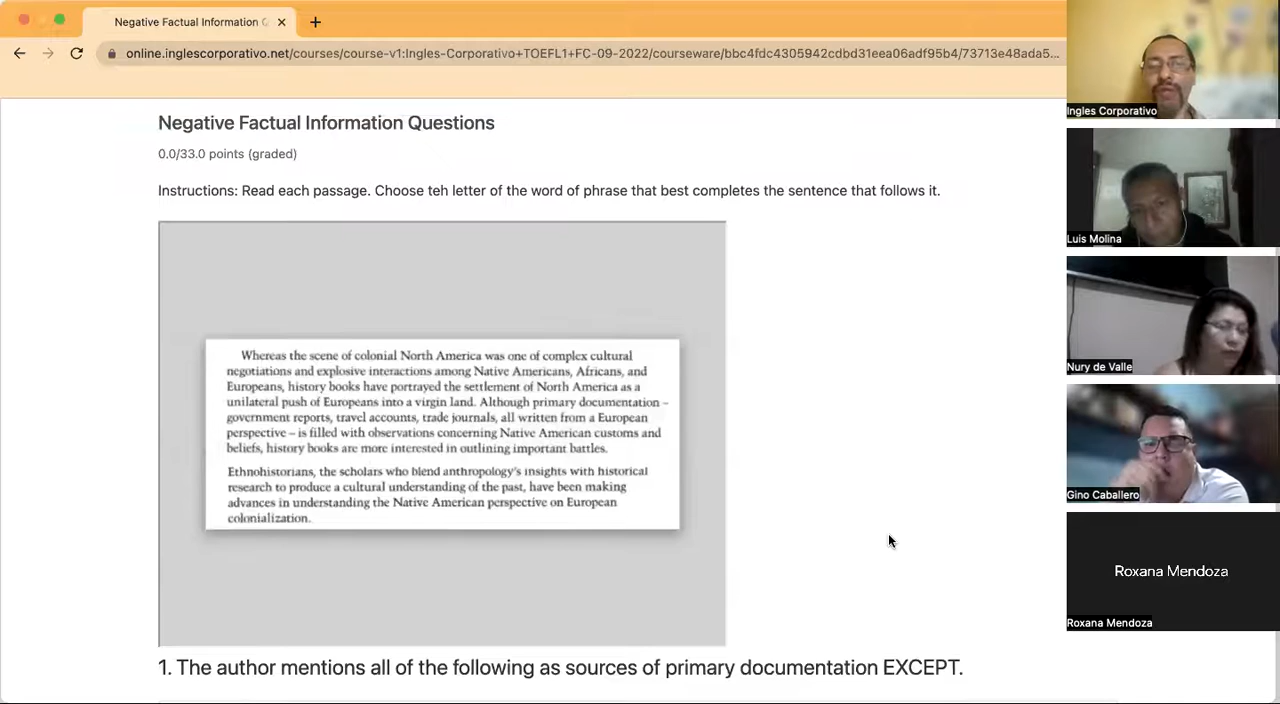 Negative Factual Information Q
online.inglescorporativo.net/courses/course-v1:Ingles-Corporativo+TOEFL1+FC-09-2022/courseware/bbc4fdc4305942cdbd31eea06adf95b4/73713e48ada5...
Negative Factual Information Questions
0.0/33.0 points (graded)
Instructions: Read each passage. Choose teh letter of the word of phrase that best completes the sentence that follows it.
Whereas the scene of colonial North America was one of complex cultural
negotiations and explosive interactions among Native Americans, Africans, and
Europeans, history books have portrayed the settlement of North America as a
unilateral push of Europeans into a virgin land. Although primary documentation –
government reports, travel accounts, trade journals, all written from a European
perspective – is filled with observations concerning Native American customs and
beliefs, history books are more interested in outlining important battles.
Ethnohistorians, the scholars who blend anthropology's insights with historical
research to produce a cultural understanding of the past, have been making
advances in understanding the Native American perspective on European
colonialization.
1. The author mentions all of the following as sources of primary documentation EXCEPT.
Ingles Corporativo
Luis Molina
Nury de Valle
Gino Caballero
Roxana Mendoza
Roxana Mendoza